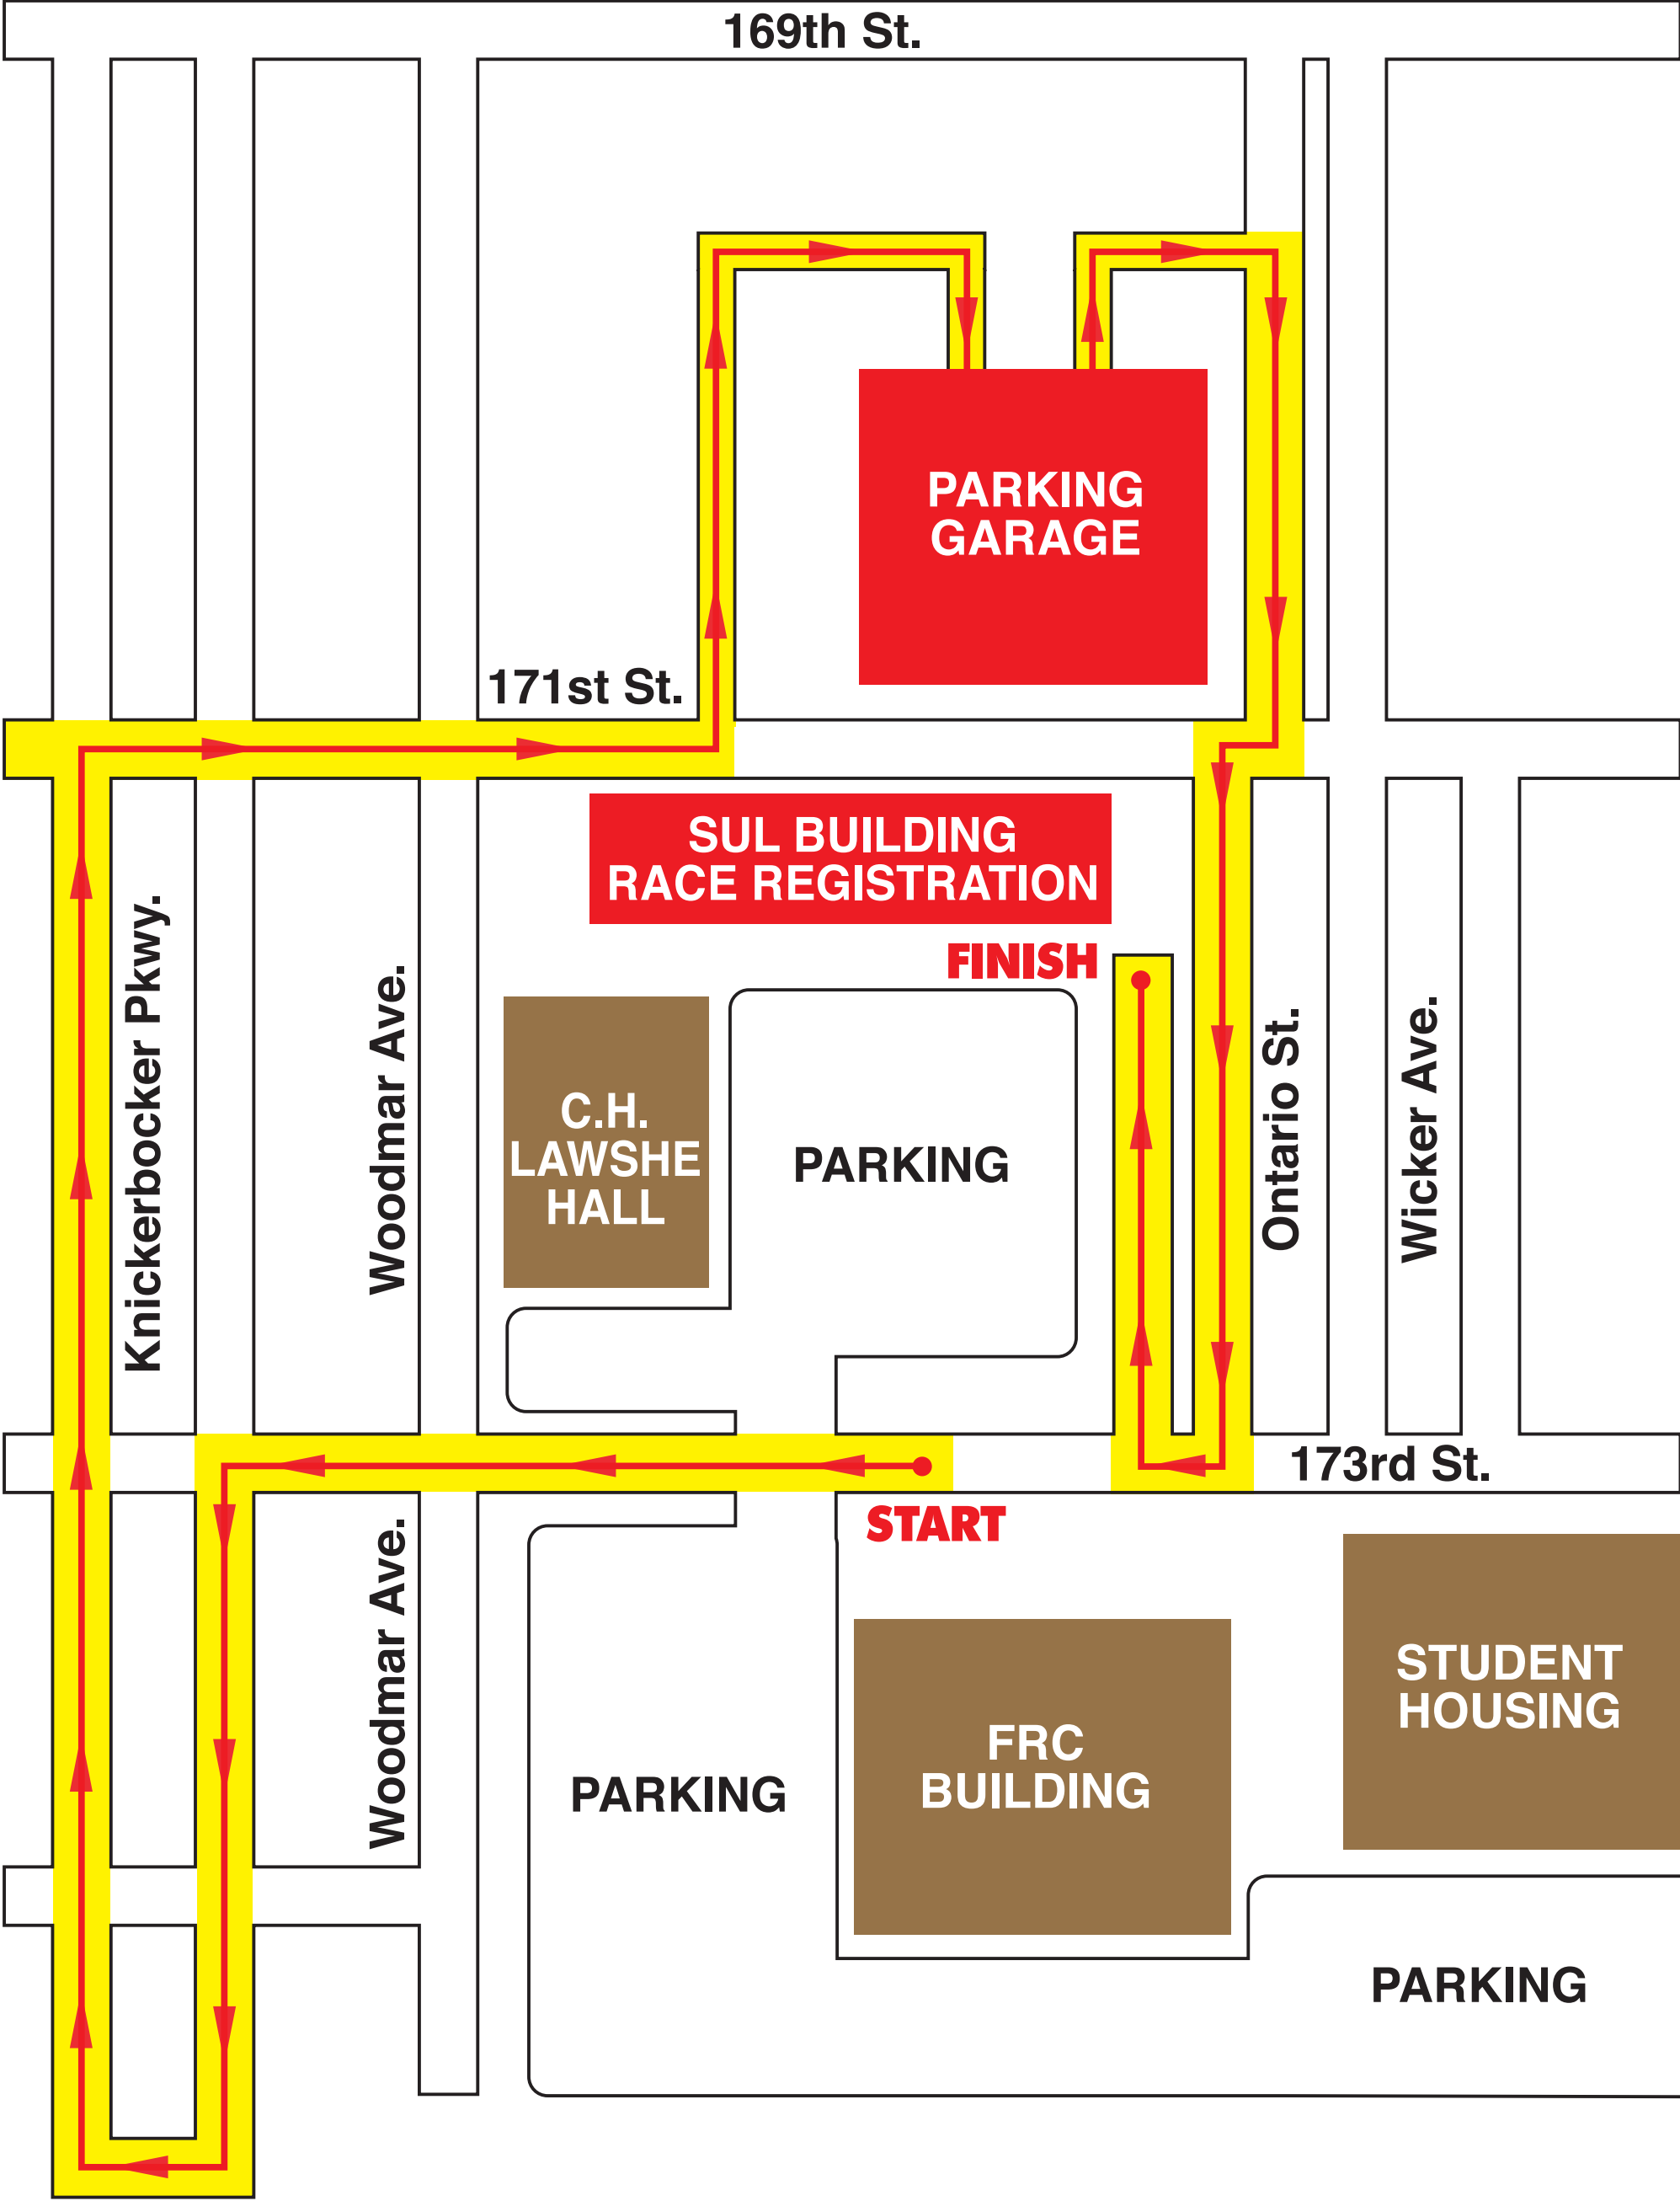 169th St.
PARKING
GARAGE
171st St.
SUL BUILDING
RACE REGISTRATION
FINISH
Knickerbocker Pkwy.
Woodmar Ave.
C.H.
LAWSHE
HALL
PARKING
Ontario St.
Wicker Ave.
173rd St.
START
Woodmar Ave.
PARKING
FRC
BUILDING
STUDENT
HOUSING
PARKING